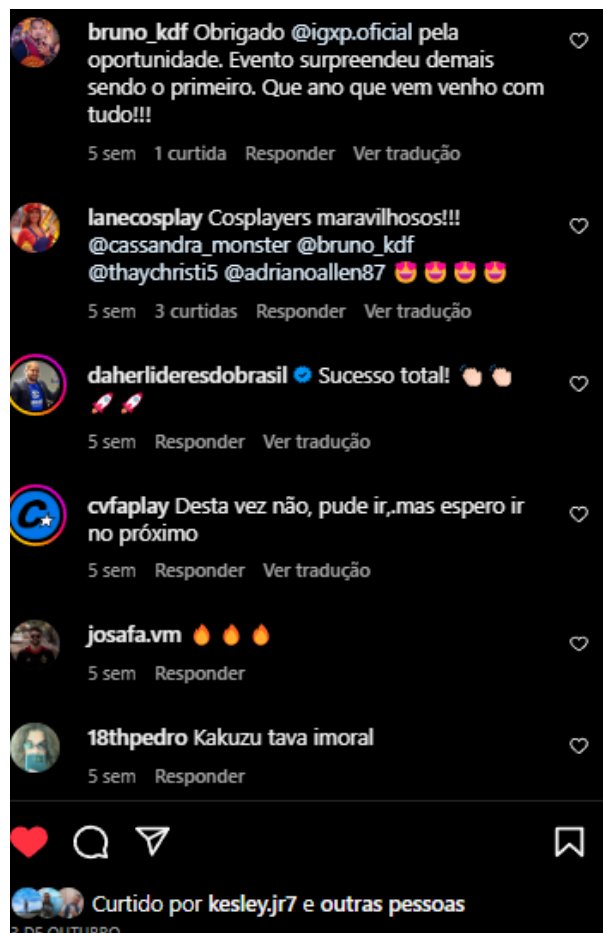 bruno_kdf Obrigado @igxp.oficial pela
oportunidade. Evento surpreendeu demais
sendo o primeiro. Que ano que vem venho com
tudo!!!
5 sem 1 curtida Responder Ver tradução
lanecosplay Cosplayers maravilhosos!!!
@cassandra_monster @bruno_kdf
@thaychristi5 @adrianoallen87 🤩 🤩 🤩 🤩
5 sem 3 curtidas Responder Ver tradução
daherlideresdobrasil Sucesso total! 👏🏻 👏🏻
🚀 🚀
5 sem Responder Ver tradução
cvfaplay Desta vez não, pude ir,.mas espero ir
no próximo
5 sem Responder Ver tradução
josafa.vm 🔥 🔥 🔥
5 sem Responder
18thpedro Kakuzu tava imoral
5 sem Responder
Curtido por kesley.jr7 e outras pessoas
3 DE OUTUBRO